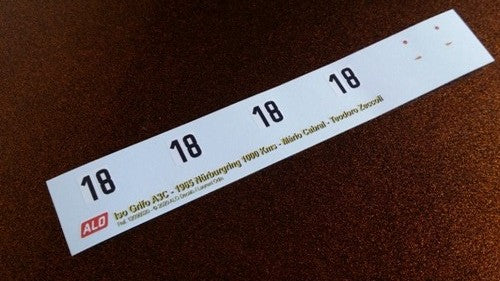 18 18 18 18
ALO
Iso Grifo A3C - 1965 Nürburgring 1000 Kms - Mário Cabral - Teodoro Zeccoli